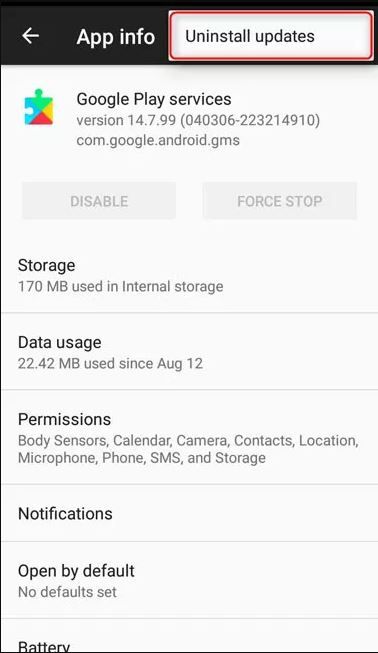 App info
Uninstall updates
Google Play services
version 14.7.99 (040306-223214910)
com.google.android.gms
DISABLE
FORCE STOP
Storage
170 MB used in Internal storage
Data usage
22.42 MB used since Aug 12
Permissions
Body Sensors, Calendar, Camera, Contacts, Location,
Microphone, Phone, SMS, and Storage
Notifications
Open by default
No defaults set
Battery